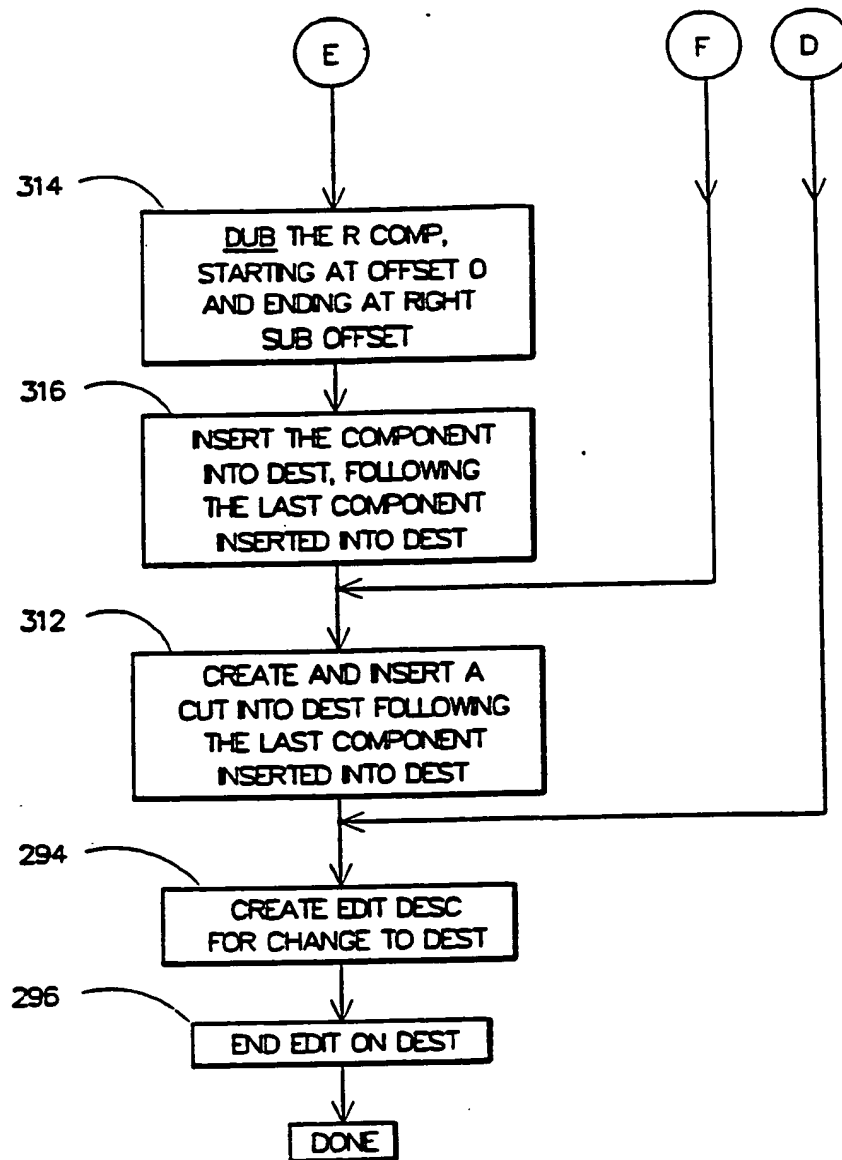 E
F
D
314
DUB THE R COMP,
STARTING AT OFFSET 0
AND ENDING AT RIGHT
SUB OFFSET
316
INSERT THE COMPONENT
INTO DEST, FOLLOWING
THE LAST COMPONENT
INSERTED INTO DEST
312
CREATE AND INSERT A
CUT INTO DEST FOLLOWING
THE LAST COMPONENT
INSERTED INTO DEST
294
CREATE EDIT DESC
FOR CHANGE TO DEST
296
END EDIT ON DEST
DONE